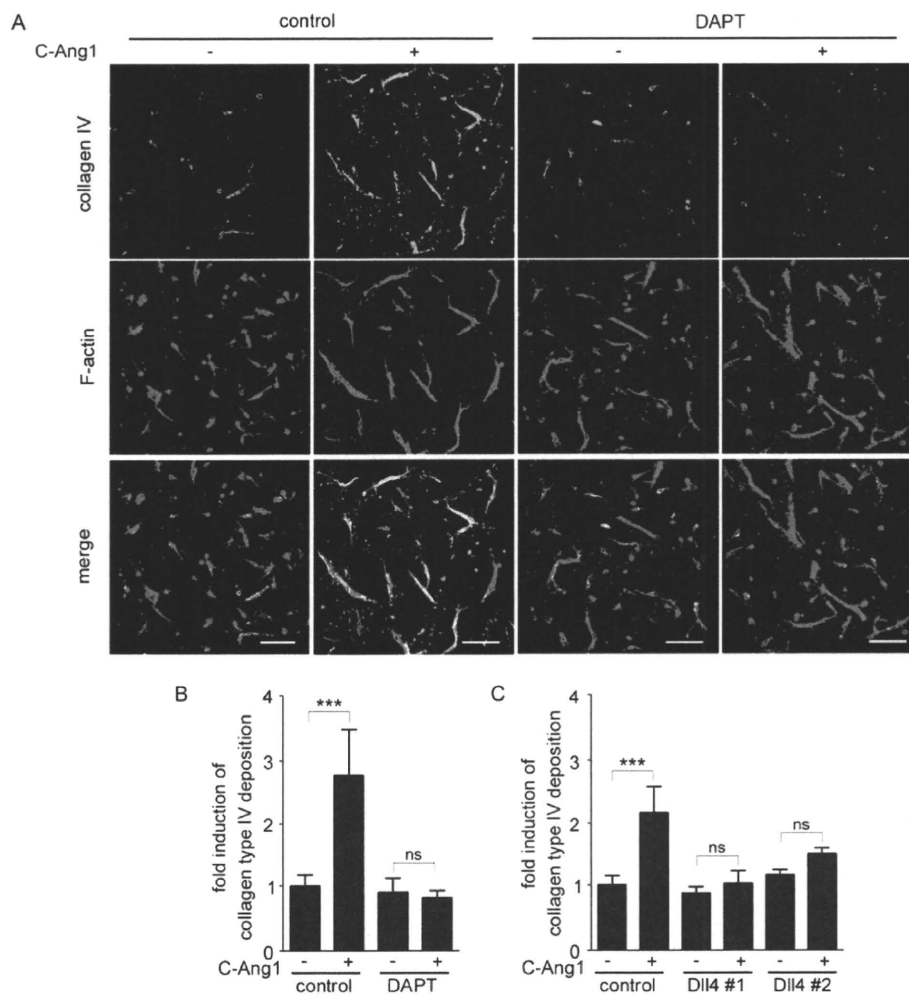 A
control
DAPT
C-Ang1
-
+
-
+
collagen IV
F-actin
merge
B
fold induction of
collagen type IV deposition
4
3
2
1
0
***
ns
C-Ang1
-
+
-
+
control
DAPT
C
fold induction of
collagen type IV deposition
4
3
2
1
0
***
ns
ns
C-Ang1
-
+
-
+
-
+
control
Dll4 #1
Dll4 #2